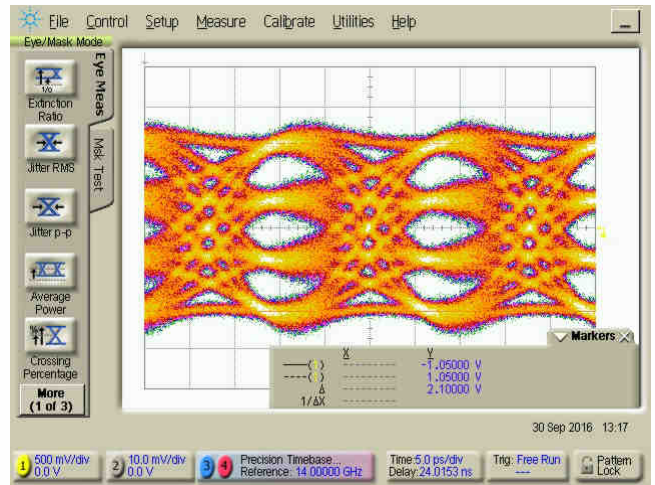 File Control Setup Measure Calibrate Utilities Help
Eye/Mask Mode
Eye Meas
Msk Test
1/0
Extinction
Ratio
Jitter RMS
Jitter p-p
Average
Power
Crossing
Percentage
More
(1 of 3)
Markers
X Y
-1.05000 V
1.05000 V
Δ 2.10000 V
1/ΔX
30 Sep 2016 13:17
1 500 mV/div
0.0 V
2 10.0 mV/div
0.0 V
3 4 Precision Timebase...
Reference: 14.00000 GHz
Time:5.0 ps/div
Delay:24.0153 ns
Trig: Free Run
---
Pattern
Lock